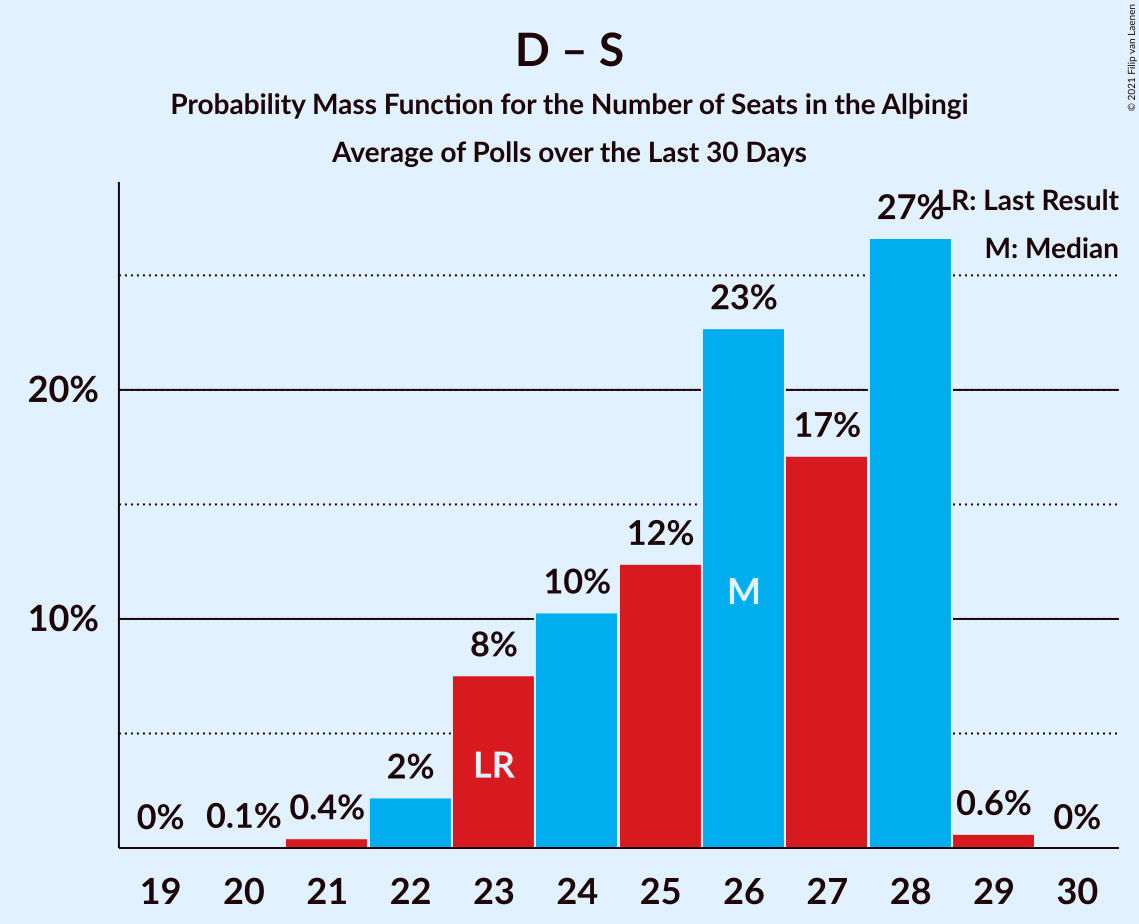 D – S
Probability Mass Function for the Number of Seats in the Alþingi
Average of Polls over the Last 30 Days
© 2021 Filip van Laenen
LR: Last Result
M: Median
20%
10%
0%
0.1%
0.4%
2%
8%
10%
12%
23%
17%
27%
0.6%
0%
LR
M
19 20 21 22 23 24 25 26 27 28 29 30